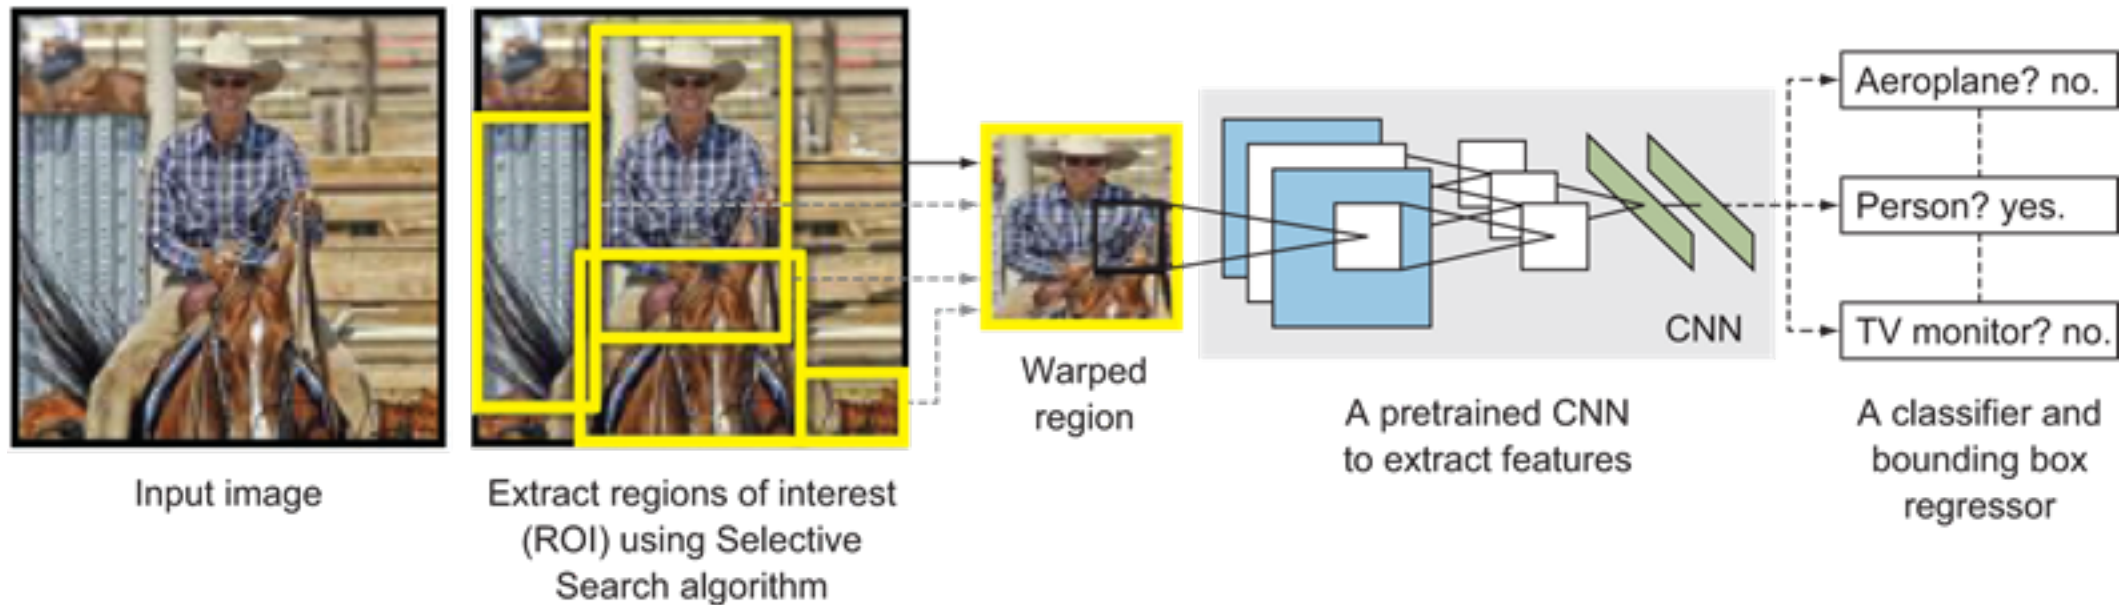 Input image
Extract regions of interest
(ROI) using Selective
Search algorithm
Warped
region
CNN
A pretrained CNN
to extract features
Aeroplane? no.
Person? yes.
TV monitor? no.
A classifier and
bounding box
regressor